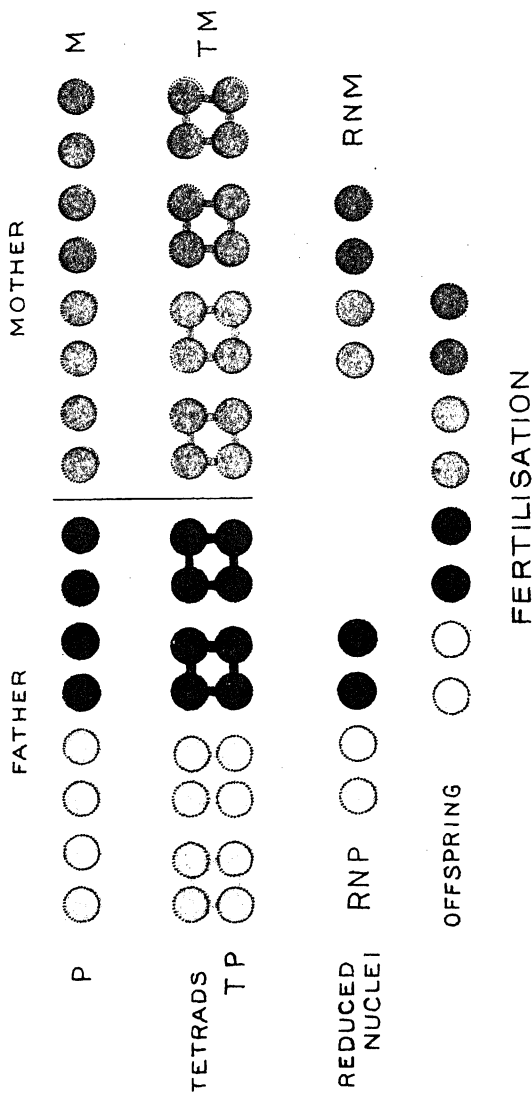 FATHER
MOTHER
P
M
TETRADS
TP
TM
REDUCED
NUCLEI
RNP
RNM
OFFSPRING
FERTILISATION